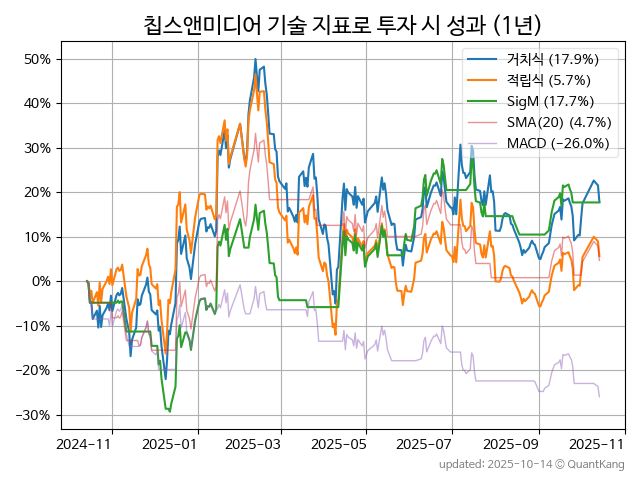 칩스앤미디어 기술 지표로 투자 시 성과 (1년)
50%
40%
30%
20%
10%
0%
−10%
−20%
−30%
거치식 (17.9%)
적립식 (5.7%)
SigM (17.7%)
SMA(20) (4.7%)
MACD (−26.0%)
2024-11
2025-01
2025-03
2025-05
2025-07
2025-09
2025-11
updated: 2025-10-14 © QuantKang